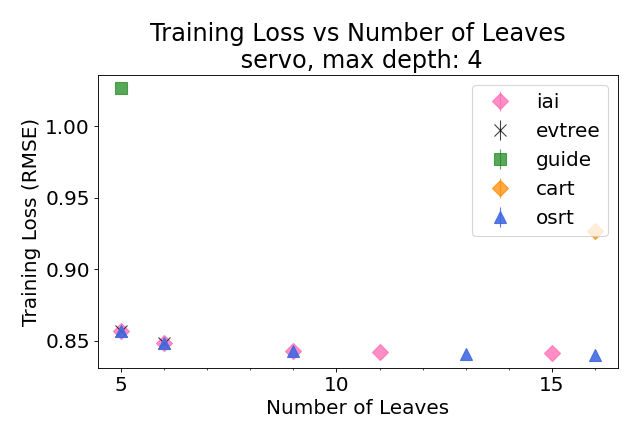 Training Loss vs Number of Leaves
servo, max depth: 4
Training Loss (RMSE)
1.00
0.95
0.90
0.85
5
10
15
Number of Leaves
iai
evtree
guide
cart
osrt